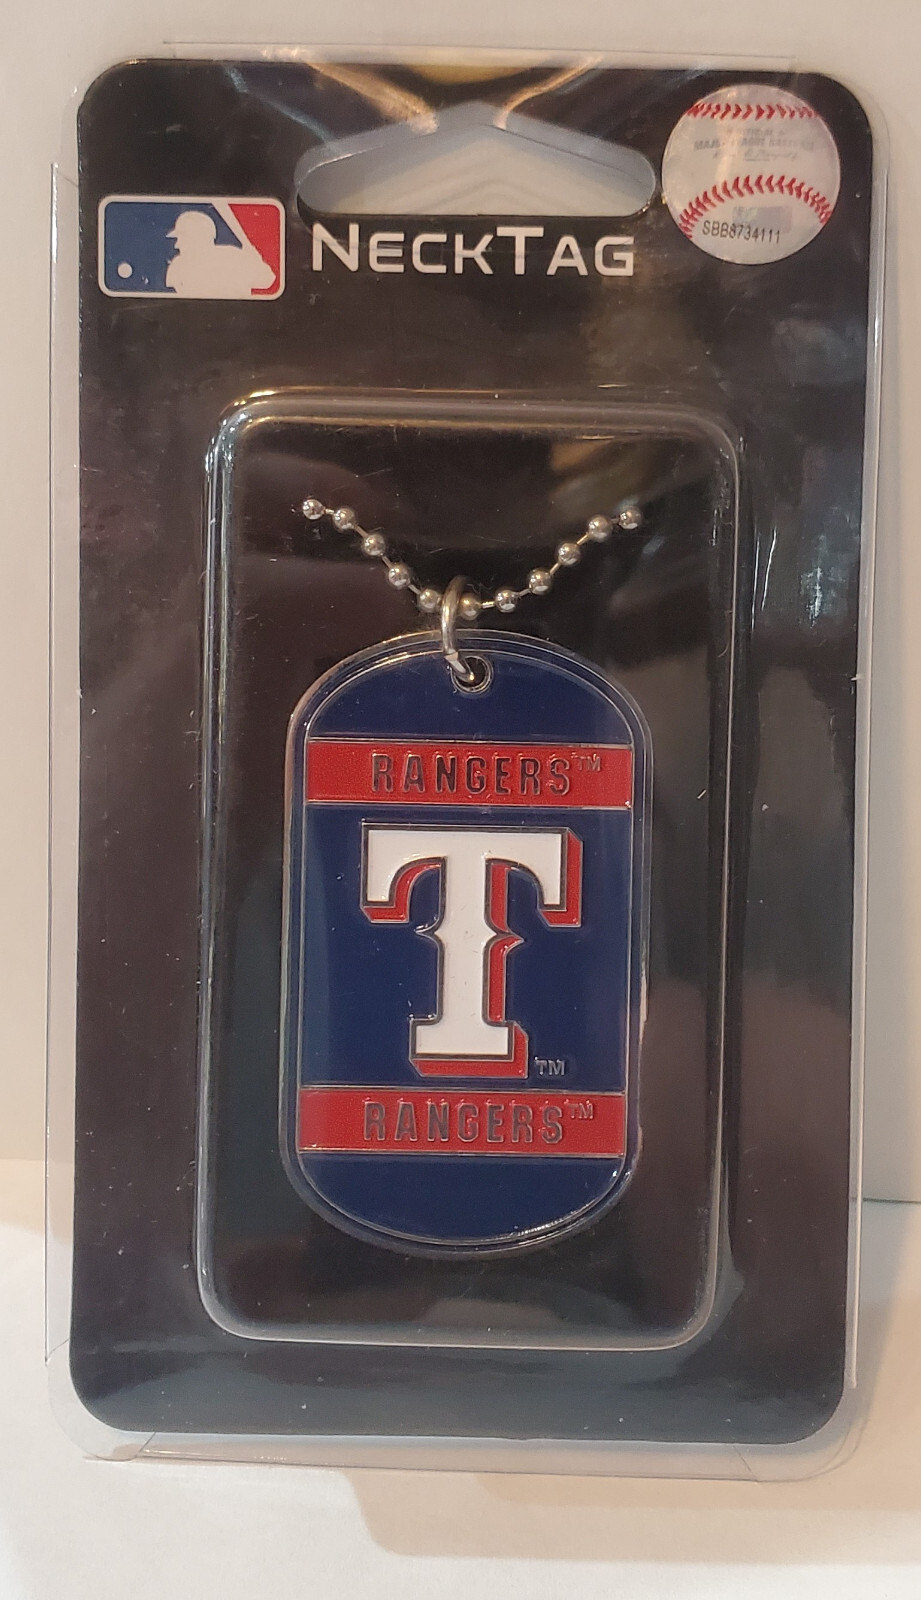 NECKTAG
SBB8734111
RANGERS™
T
™
RANGERS™